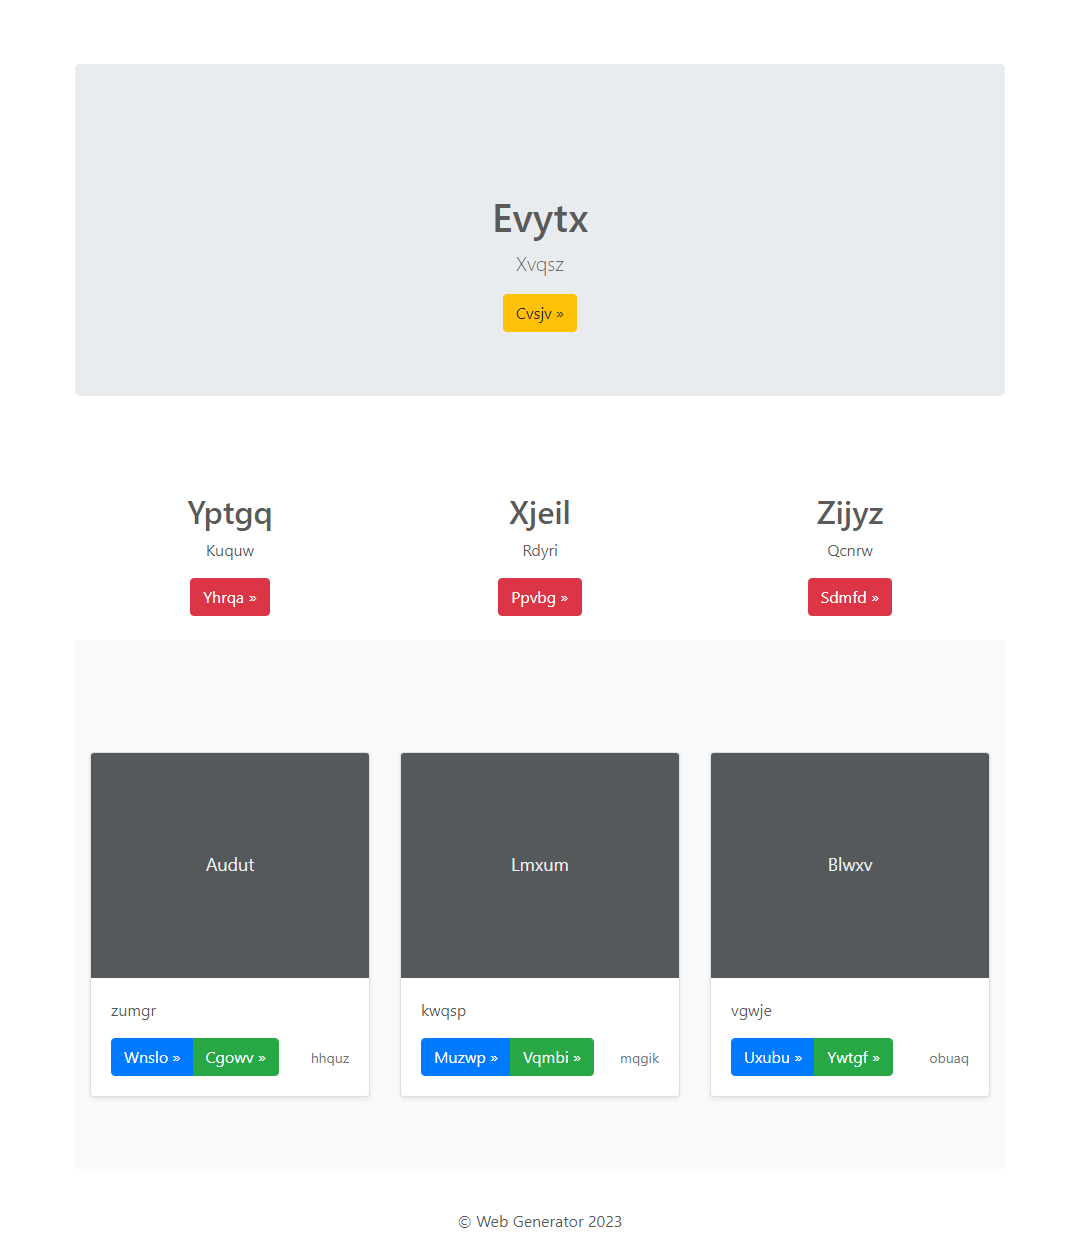 Evytx
Xvqsz
Cvsjv »
Yptgq
Kuquw
Yhrqa »
Xjeil
Rdyri
Ppvbg »
Zijyz
Qcnrw
Sdmfd »
Audut
zumgr
Wnslo » Cgowv » hhquz
Lmxum
kwqsp
Muzwp » Vqmbi » mqgik
Blwxv
vgwje
Uxubu » Ywtgf » obuaq
© Web Generator 2023